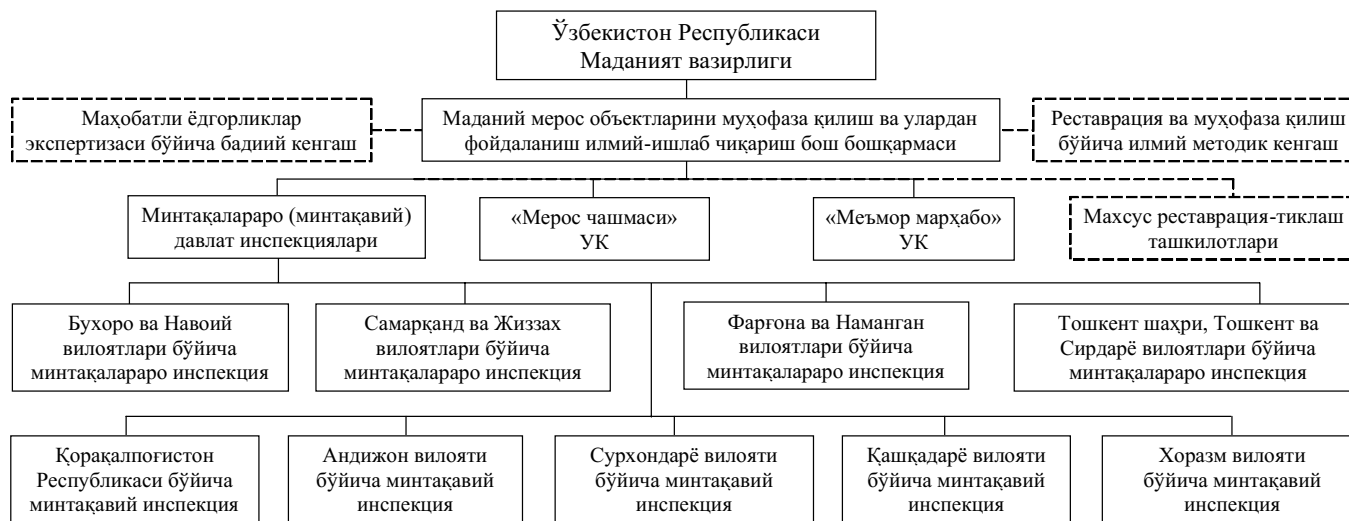 Ўзбекистон Республикаси
Маданият вазирлиги
Маҳобатли ёдгорликлар
экспертизаси бўйича бадиий кенгаш
Маданий мерос объектларини муҳофаза қилиш ва улардан
фойдаланиш илмий-ишлаб чиқариш бош бошқармаси
Реставрация ва муҳофаза қилиш
бўйича илмий методик кенгаш
Минтақалараро (минтақавий)
давлат инспекциялари
«Мерос чашмаси»
УК
«Меъмор марҳабо»
УК
Махсус реставрация-тиклаш
ташкилотлари
Бухоро ва Навоий
вилоятлари бўйича
минтақалараро инспекция
Самарқанд ва Жиззах
вилоятлари бўйича
минтақалараро инспекция
Фарғона ва Наманган
вилоятлари бўйича
минтақалараро инспекция
Тошкент шаҳри, Тошкент ва
Сирдарё вилоятлари бўйича
минтақалараро инспекция
Қорақалпоғистон
Республикаси бўйича
минтақавий инспекция
Андижон вилояти
бўйича минтақавий
инспекция
Сурхондарё вилояти
бўйича минтақавий
инспекция
Қашқадарё вилояти
бўйича минтақавий
инспекция
Хоразм вилояти
бўйича минтақавий
инспекция